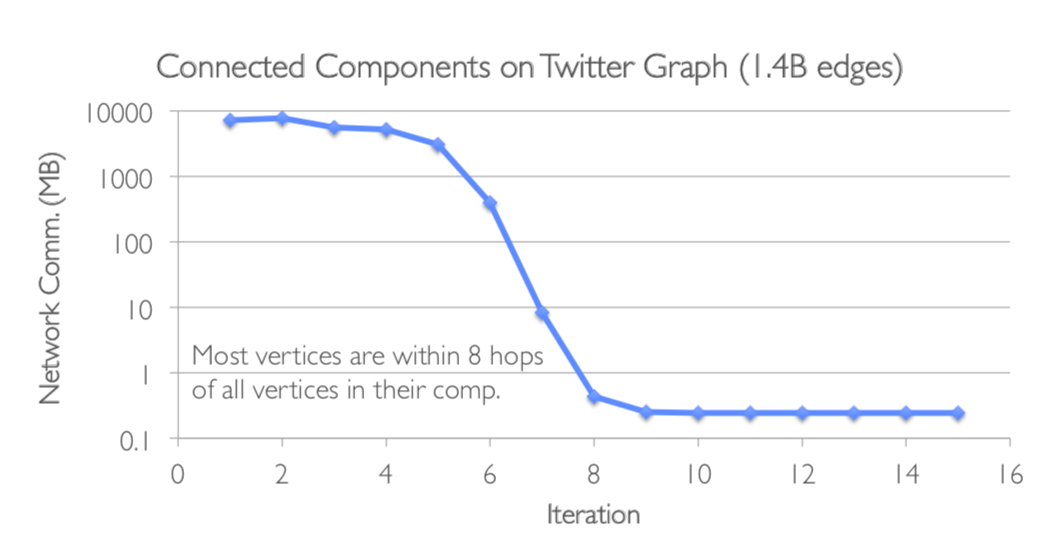 Connected Components on Twitter Graph (1.4B edges)
10000
1000
100
10
1
0.1
Network Comm. (MB)
Most vertices are within 8 hops
of all vertices in their comp.
0 2 4 6 8 10 12 14 16
Iteration